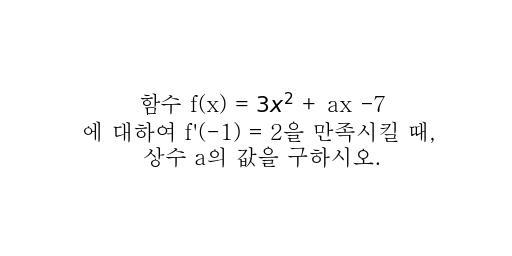 함수 f(x) = 3x² + ax −7
에 대하여 f'(−1) = 2을 만족시킬 때,
상수 a의 값을 구하시오.